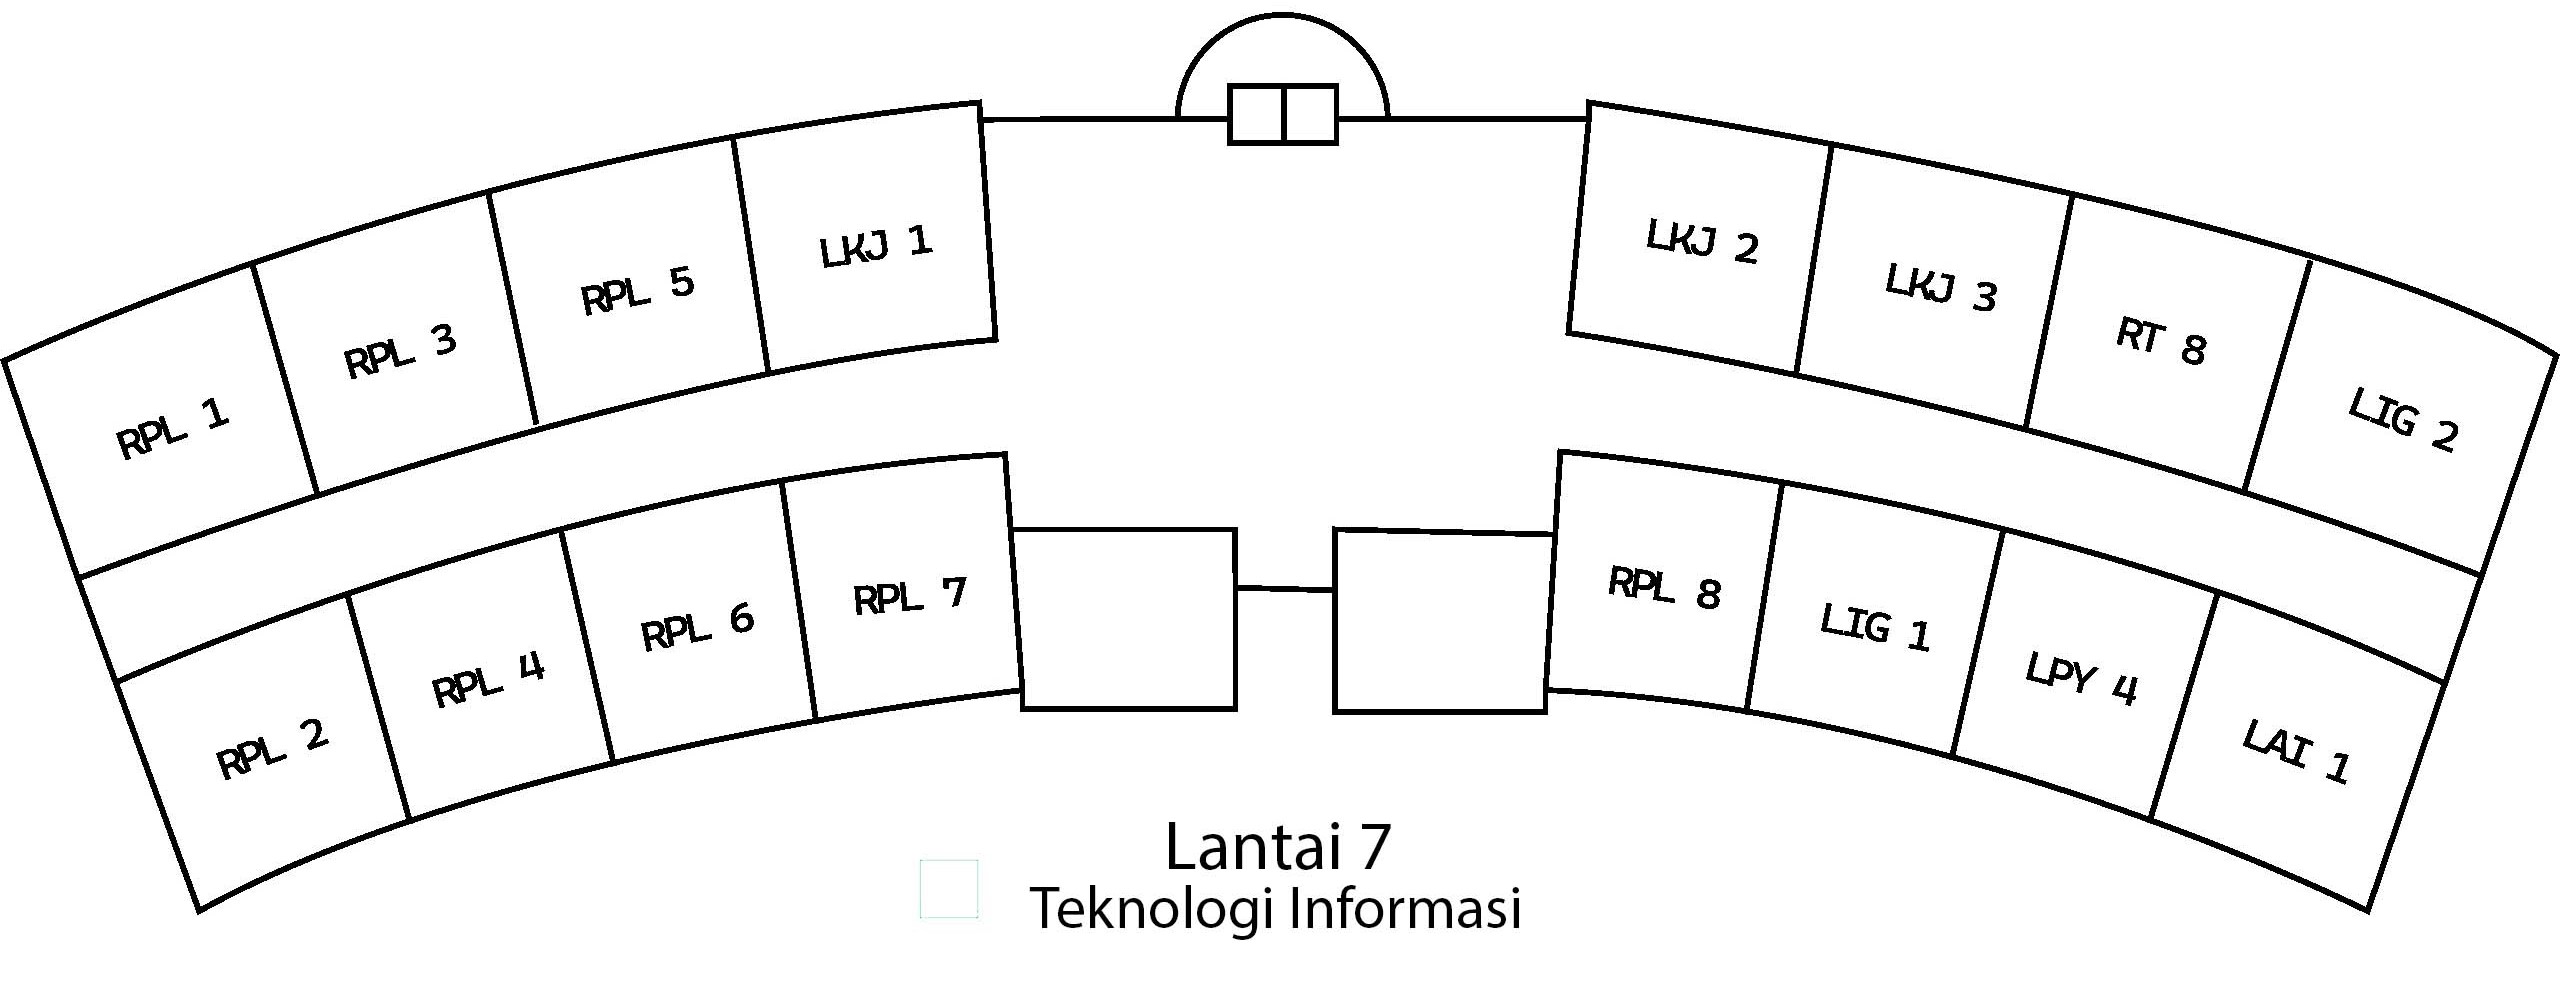 RPL 1
RPL 3
RPL 5
LKJ 1
LKJ 2
LKJ 3
RT 8
LIG 2
RPL 2
RPL 4
RPL 6
RPL 7
RPL 8
LIG 1
LPY 4
LAI 1
Lantai 7
Teknologi Informasi